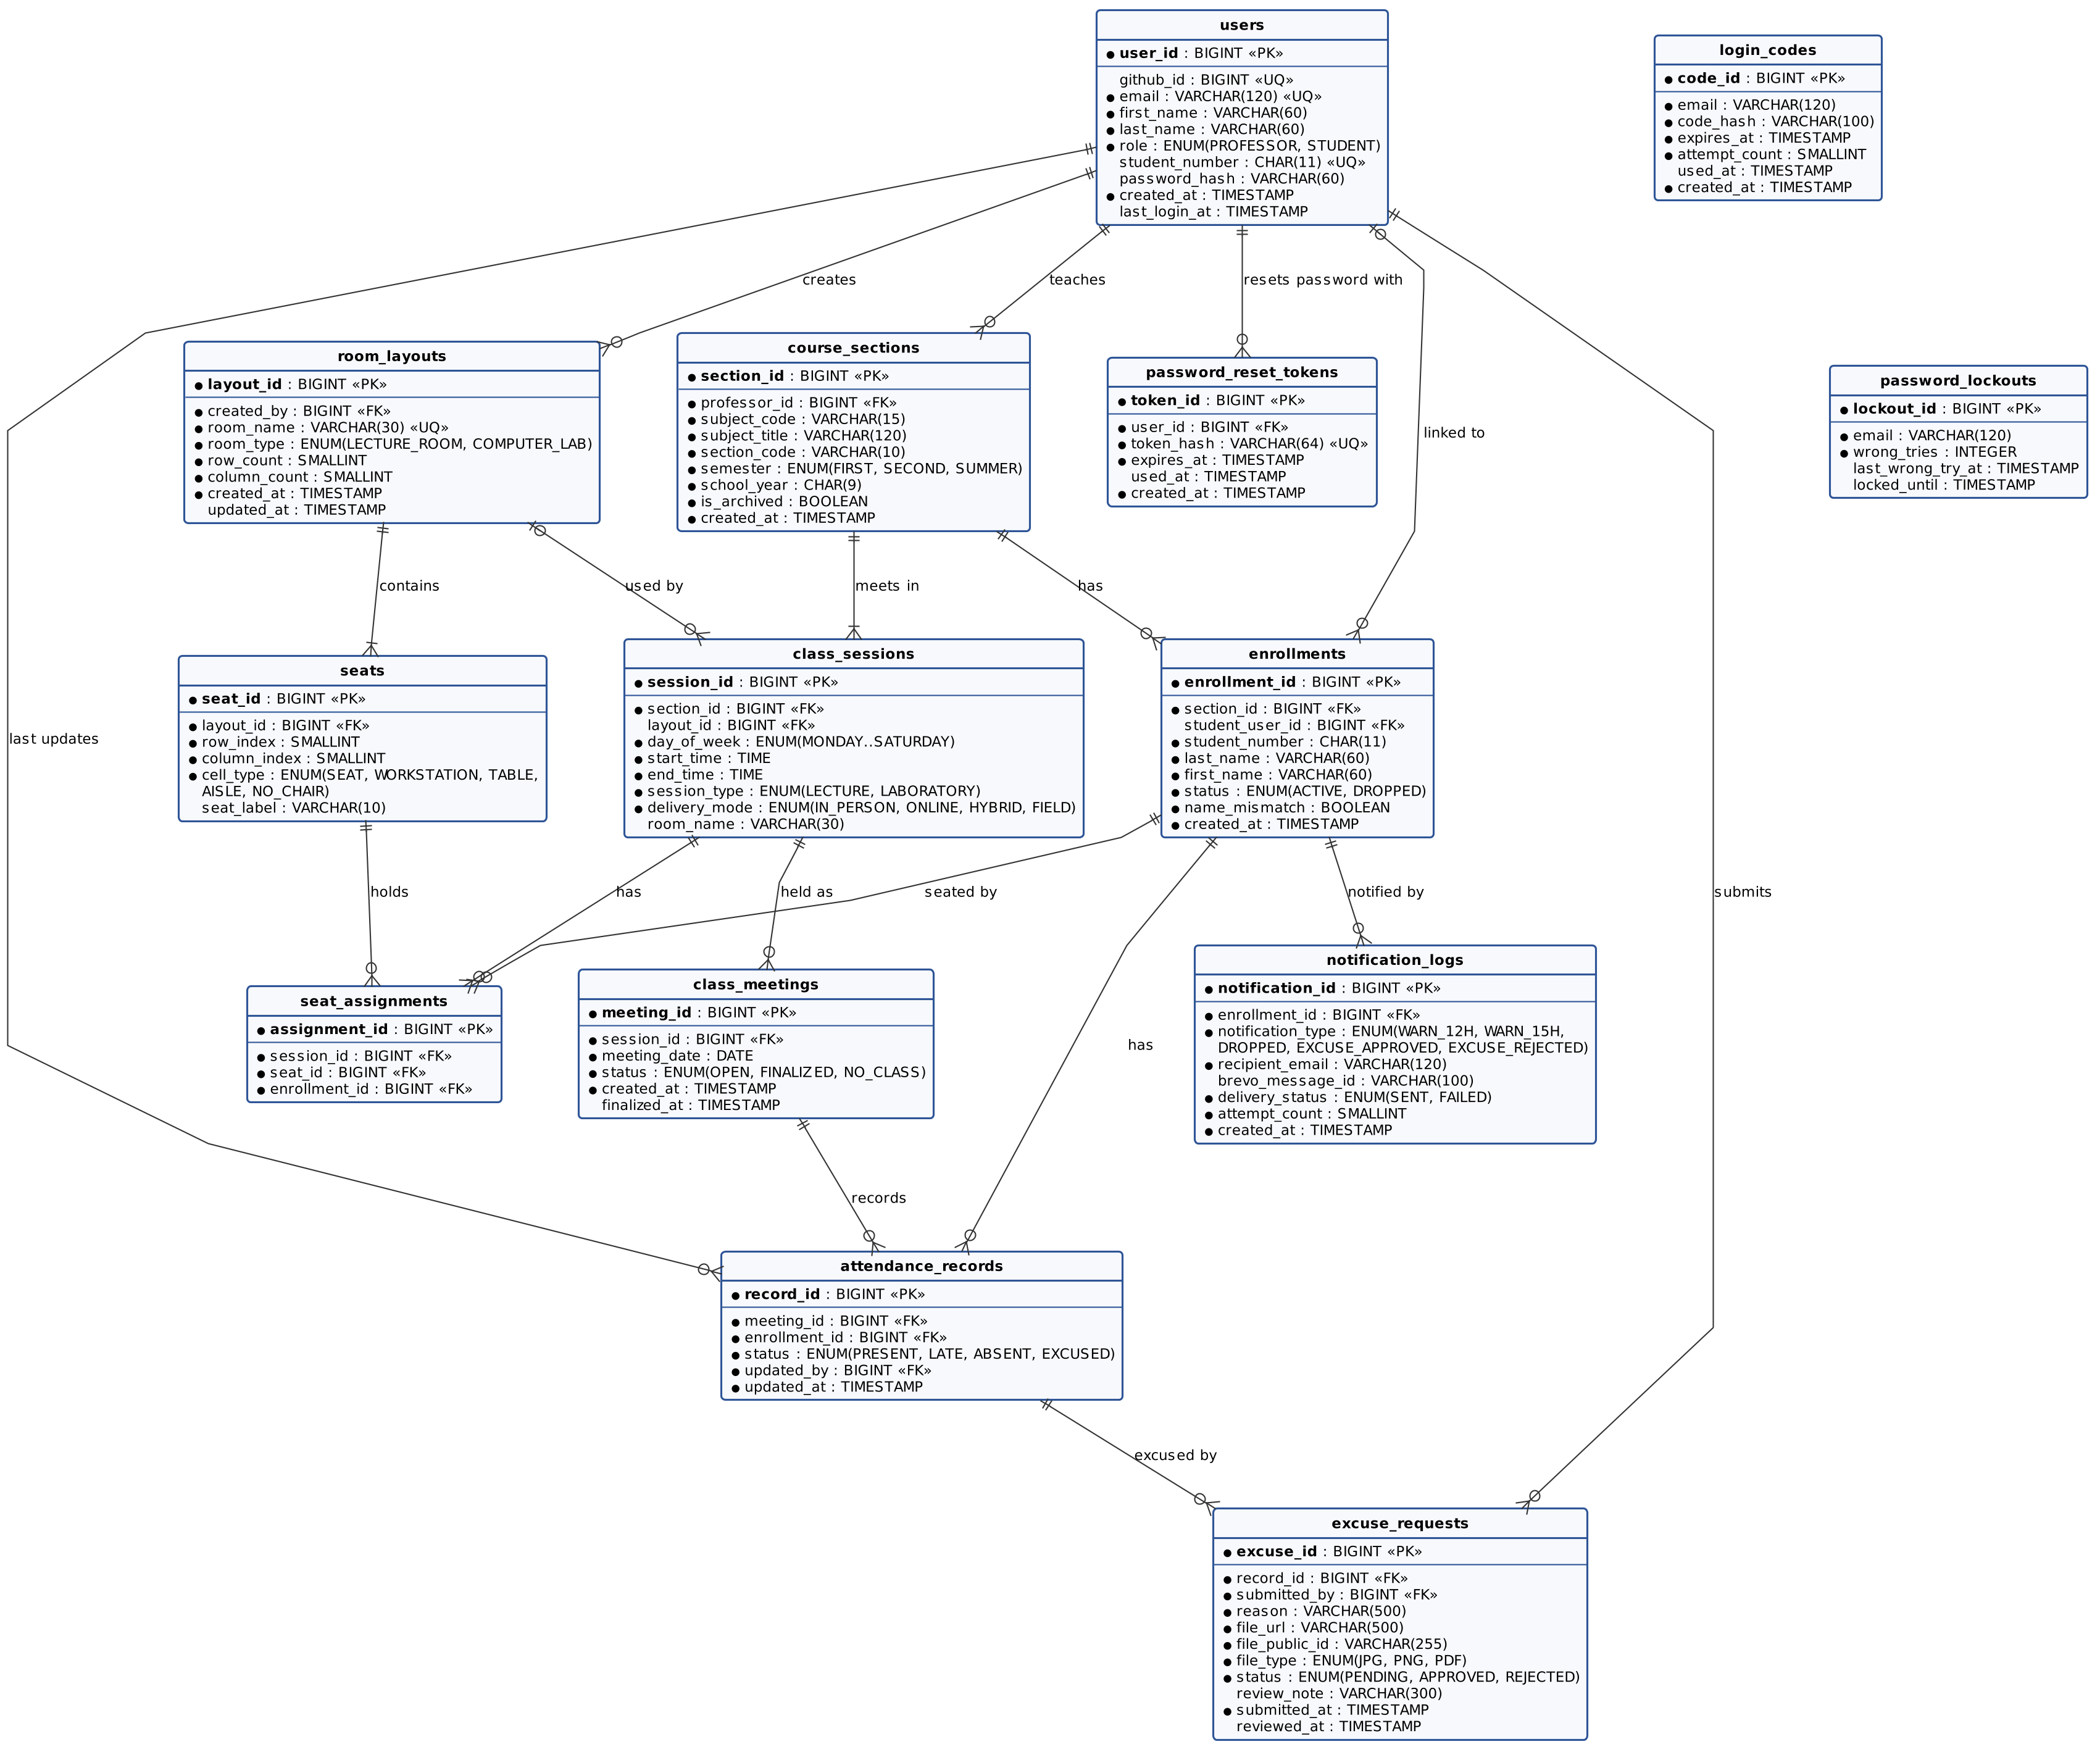 users
user_id : BIGINT «PK»
github_id : BIGINT «UQ»
email : VARCHAR(120) «UQ»
first_name : VARCHAR(60)
last_name : VARCHAR(60)
role : ENUM(PROFESSOR, STUDENT)
student_number : CHAR(11) «UQ»
password_hash : VARCHAR(60)
created_at : TIMESTAMP
last_login_at : TIMESTAMP
login_codes
code_id : BIGINT «PK»
email : VARCHAR(120)
code_hash : VARCHAR(100)
expires_at : TIMESTAMP
attempt_count : SMALLINT
used_at : TIMESTAMP
created_at : TIMESTAMP
creates
teaches
resets password with
room_layouts
layout_id : BIGINT «PK»
created_by : BIGINT «FK»
room_name : VARCHAR(30) «UQ»
room_type : ENUM(LECTURE_ROOM, COMPUTER_LAB)
row_count : SMALLINT
column_count : SMALLINT
created_at : TIMESTAMP
updated_at : TIMESTAMP
course_sections
section_id : BIGINT «PK»
professor_id : BIGINT «FK»
subject_code : VARCHAR(15)
subject_title : VARCHAR(120)
section_code : VARCHAR(10)
semester : ENUM(FIRST, SECOND, SUMMER)
school_year : CHAR(9)
is_archived : BOOLEAN
created_at : TIMESTAMP
password_reset_tokens
token_id : BIGINT «PK»
user_id : BIGINT «FK»
token_hash : VARCHAR(64) «UQ»
expires_at : TIMESTAMP
used_at : TIMESTAMP
created_at : TIMESTAMP
linked to
password_lockouts
lockout_id : BIGINT «PK»
email : VARCHAR(120)
wrong_tries : INTEGER
last_wrong_try_at : TIMESTAMP
locked_until : TIMESTAMP
contains
used by
meets in
has
seats
seat_id : BIGINT «PK»
layout_id : BIGINT «FK»
row_index : SMALLINT
column_index : SMALLINT
cell_type : ENUM(SEAT, WORKSTATION, TABLE,
AISLE, NO_CHAIR)
seat_label : VARCHAR(10)
class_sessions
session_id : BIGINT «PK»
section_id : BIGINT «FK»
layout_id : BIGINT «FK»
day_of_week : ENUM(MONDAY..SATURDAY)
start_time : TIME
end_time : TIME
session_type : ENUM(LECTURE, LABORATORY)
delivery_mode : ENUM(IN_PERSON, ONLINE, HYBRID, FIELD)
room_name : VARCHAR(30)
enrollments
enrollment_id : BIGINT «PK»
section_id : BIGINT «FK»
student_user_id : BIGINT «FK»
student_number : CHAR(11)
last_name : VARCHAR(60)
first_name : VARCHAR(60)
status : ENUM(ACTIVE, DROPPED)
name_mismatch : BOOLEAN
created_at : TIMESTAMP
last updates
holds
has
held as
seated by
notified by
submits
seat_assignments
assignment_id : BIGINT «PK»
session_id : BIGINT «FK»
seat_id : BIGINT «FK»
enrollment_id : BIGINT «FK»
class_meetings
meeting_id : BIGINT «PK»
session_id : BIGINT «FK»
meeting_date : DATE
status : ENUM(OPEN, FINALIZED, NO_CLASS)
created_at : TIMESTAMP
finalized_at : TIMESTAMP
has
notification_logs
notification_id : BIGINT «PK»
enrollment_id : BIGINT «FK»
notification_type : ENUM(WARN_12H, WARN_15H,
DROPPED, EXCUSE_APPROVED, EXCUSE_REJECTED)
recipient_email : VARCHAR(120)
brevo_message_id : VARCHAR(100)
delivery_status : ENUM(SENT, FAILED)
attempt_count : SMALLINT
created_at : TIMESTAMP
records
attendance_records
record_id : BIGINT «PK»
meeting_id : BIGINT «FK»
enrollment_id : BIGINT «FK»
status : ENUM(PRESENT, LATE, ABSENT, EXCUSED)
updated_by : BIGINT «FK»
updated_at : TIMESTAMP
excused by
excuse_requests
excuse_id : BIGINT «PK»
record_id : BIGINT «FK»
submitted_by : BIGINT «FK»
reason : VARCHAR(500)
file_url : VARCHAR(500)
file_public_id : VARCHAR(255)
file_type : ENUM(JPG, PNG, PDF)
status : ENUM(PENDING, APPROVED, REJECTED)
review_note : VARCHAR(300)
submitted_at : TIMESTAMP
reviewed_at : TIMESTAMP